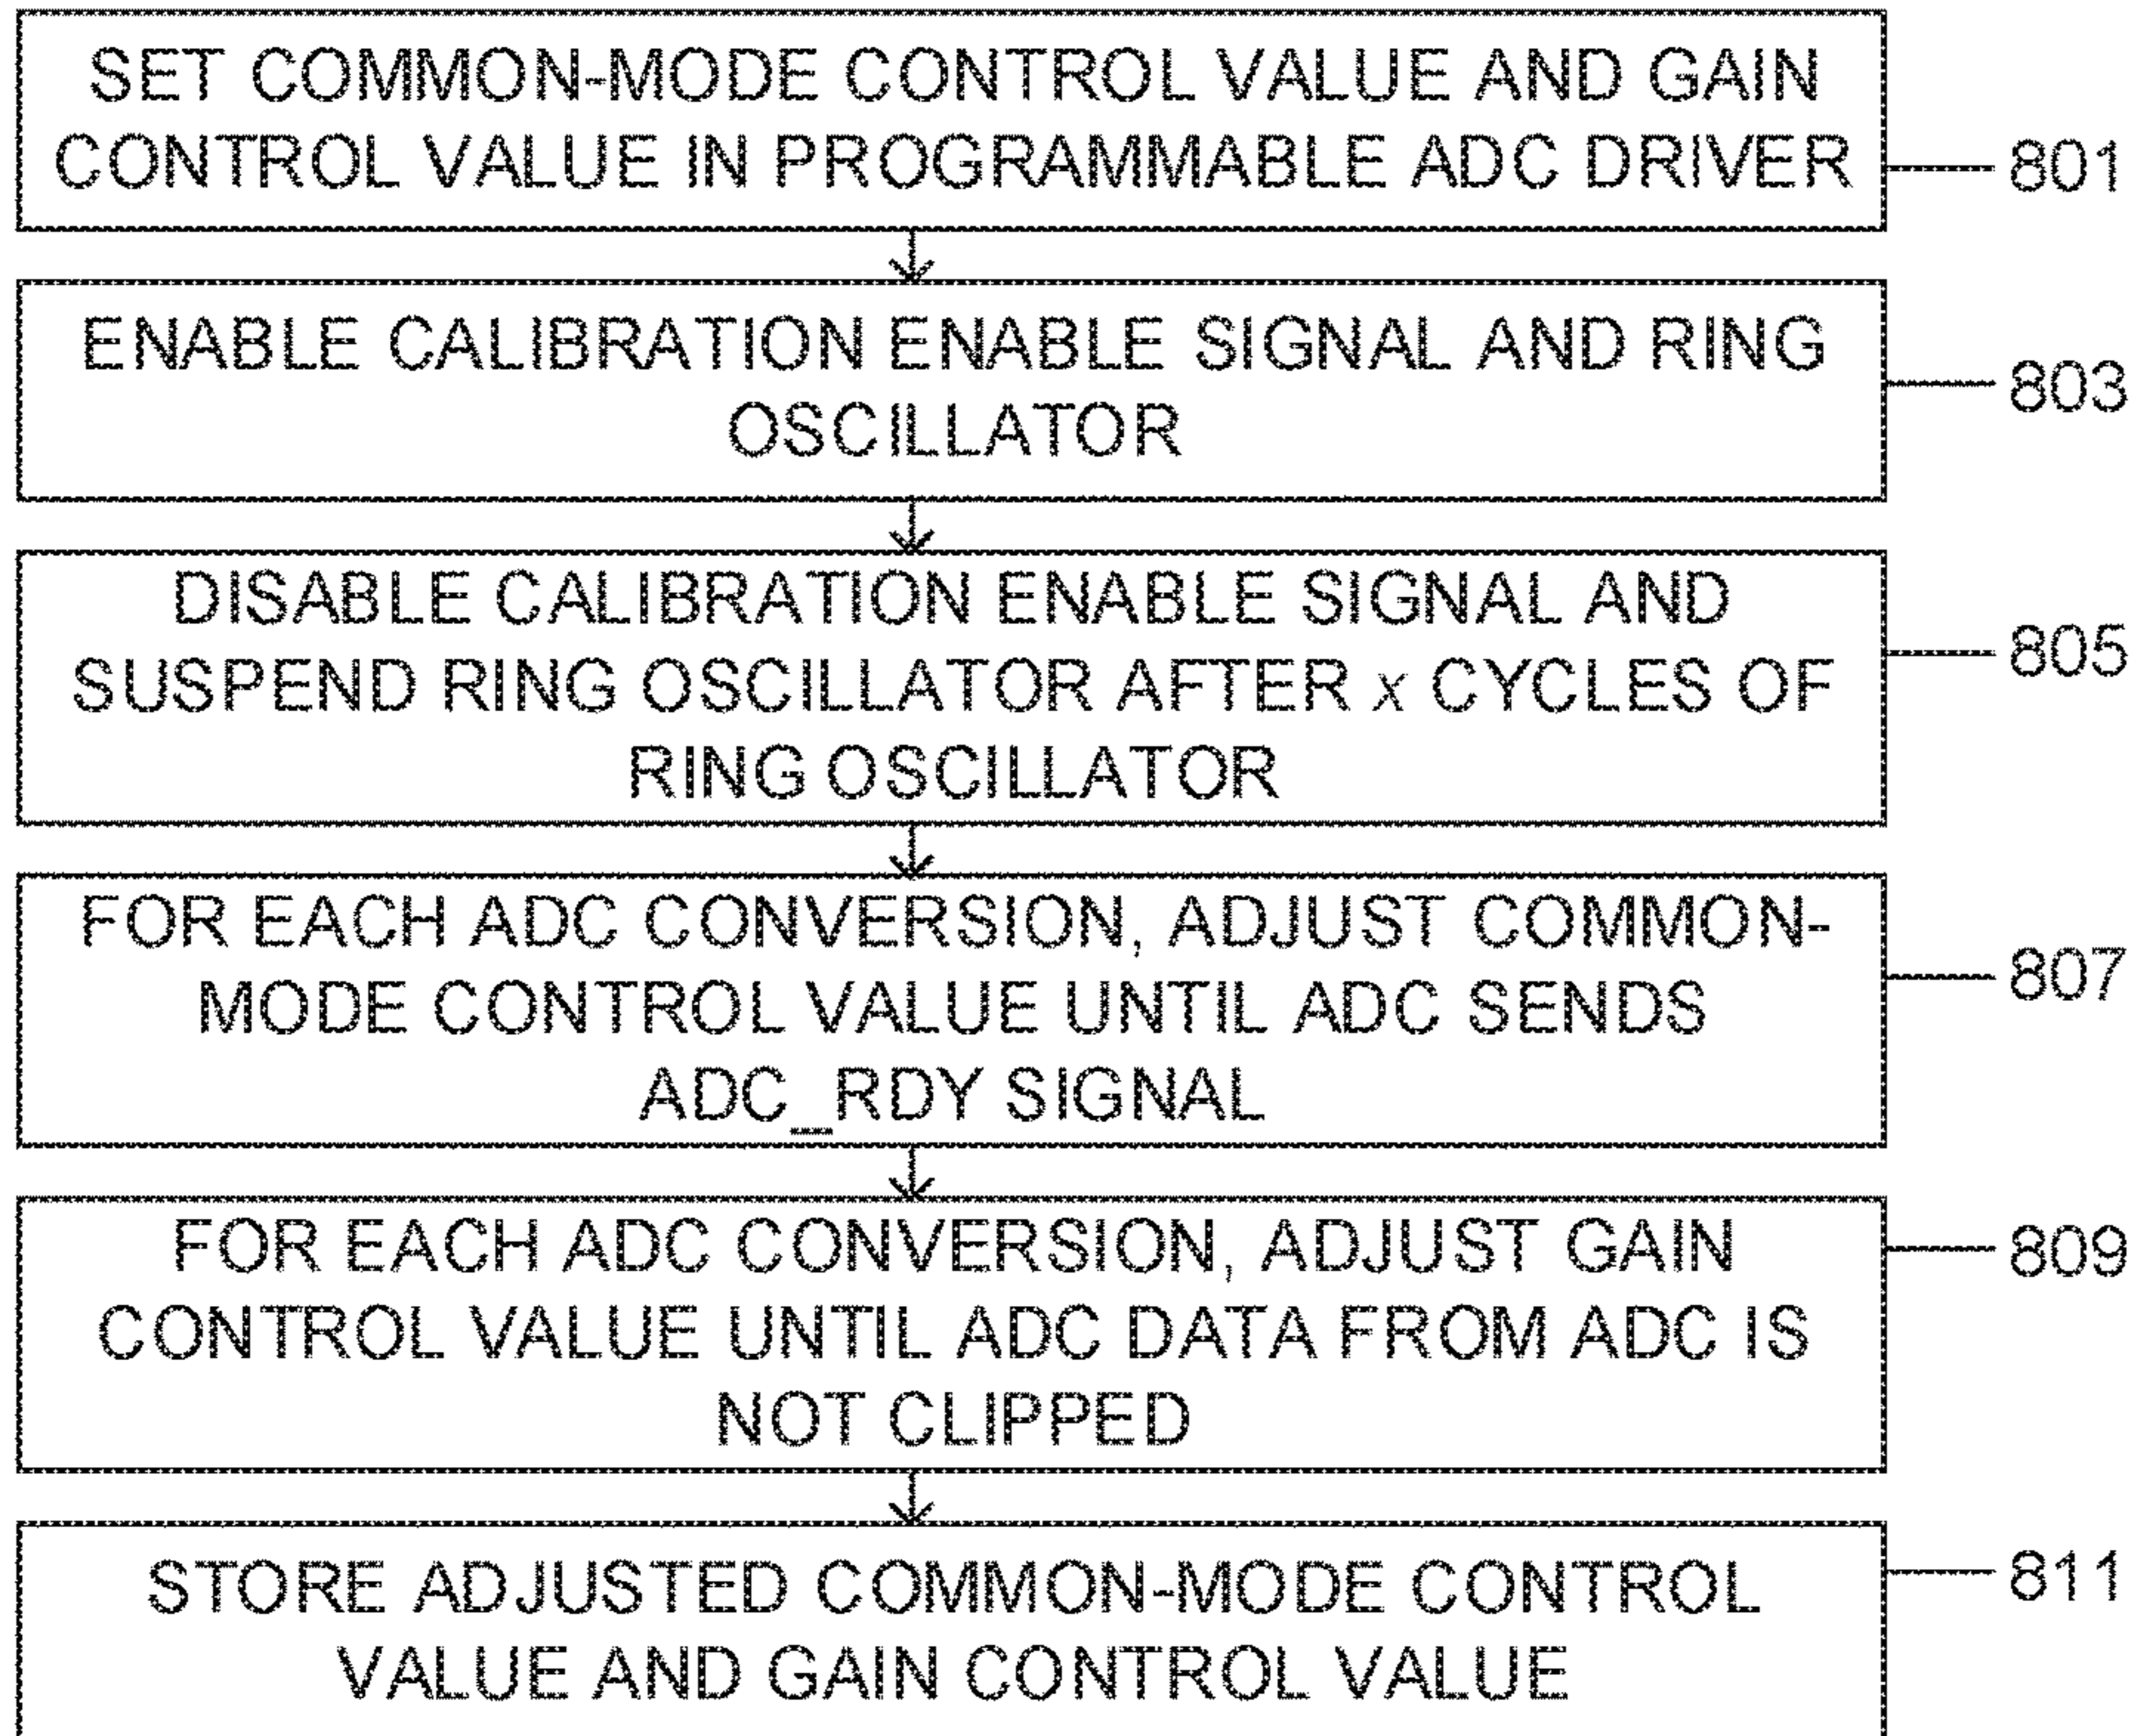 SET COMMON-MODE CONTROL VALUE AND GAIN
CONTROL VALUE IN PROGRAMMABLE ADC DRIVER
801
ENABLE CALIBRATION ENABLE SIGNAL AND RING
OSCILLATOR
803
DISABLE CALIBRATION ENABLE SIGNAL AND
SUSPEND RING OSCILLATOR AFTER x CYCLES OF
RING OSCILLATOR
805
FOR EACH ADC CONVERSION, ADJUST COMMON-
MODE CONTROL VALUE UNTIL ADC SENDS
ADC_RDY SIGNAL
807
FOR EACH ADC CONVERSION, ADJUST GAIN
CONTROL VALUE UNTIL ADC DATA FROM ADC IS
NOT CLIPPED
809
STORE ADJUSTED COMMON-MODE CONTROL
VALUE AND GAIN CONTROL VALUE
811